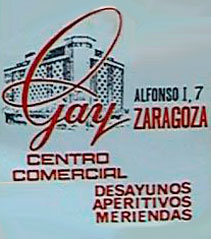 Gay
ALFONSO I, 7
ZARAGOZA
CENTRO
COMERCIAL
DESAYUNOS
APERITIVOS
MERIENDAS